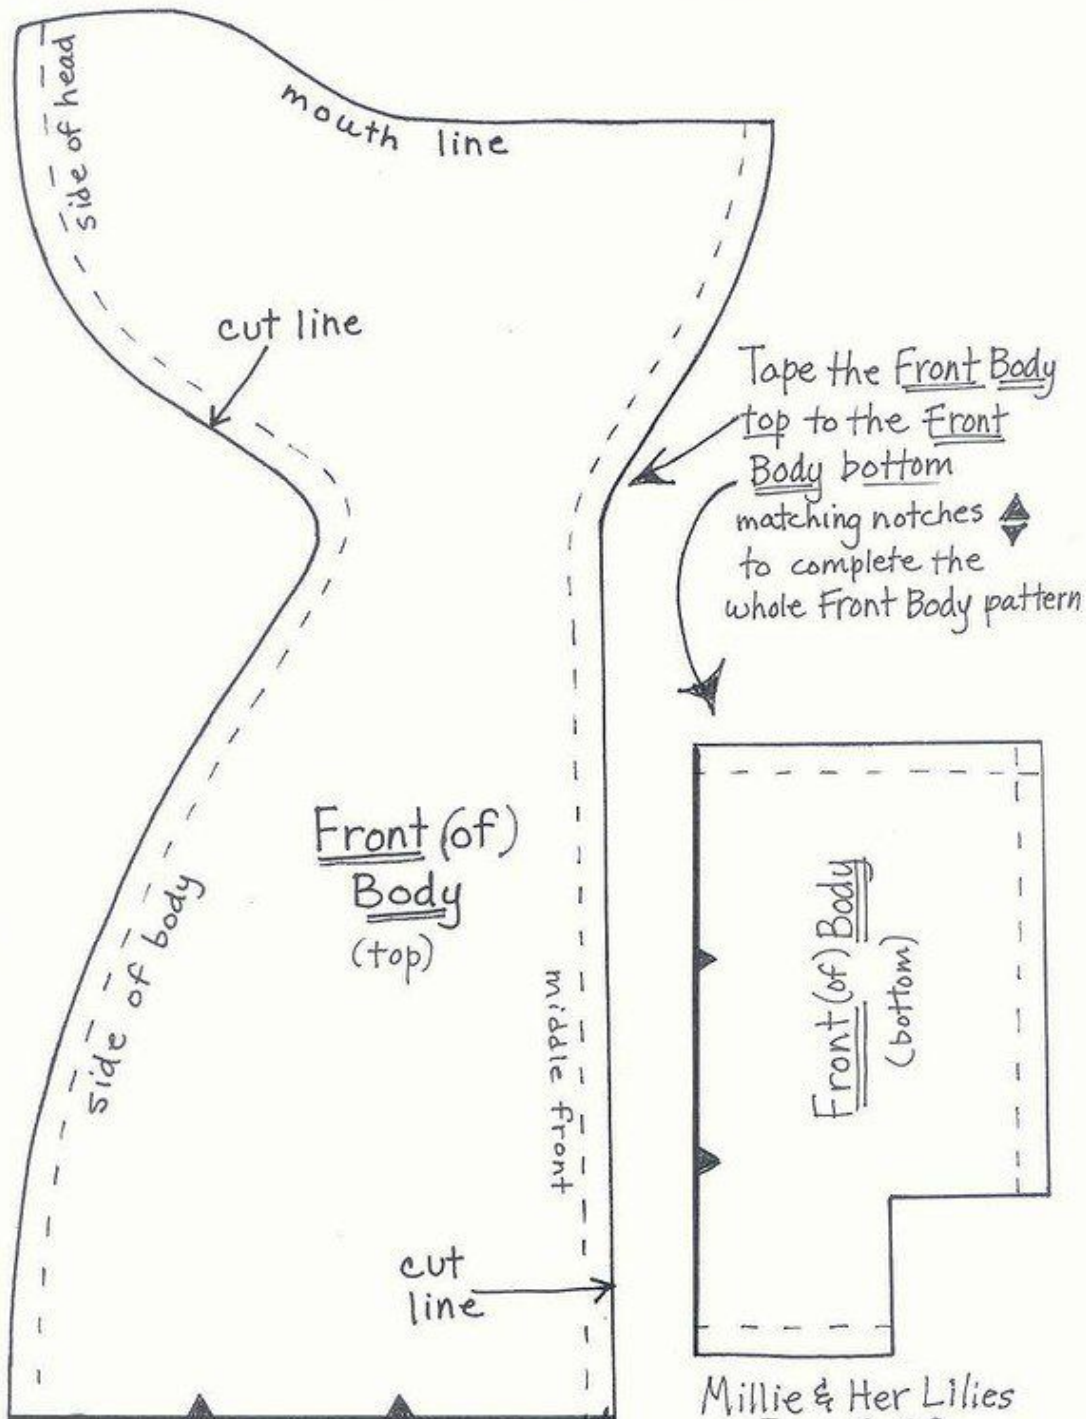 side of head
mouth line
cut line
Tape the Front Body
top to the Front
Body bottom
matching notches
to complete the
whole Front Body pattern
Front (of)
Body
(top)
side of body
middle front
cut
line
Front (of) Body
(bottom)
Millie & Her Lilies